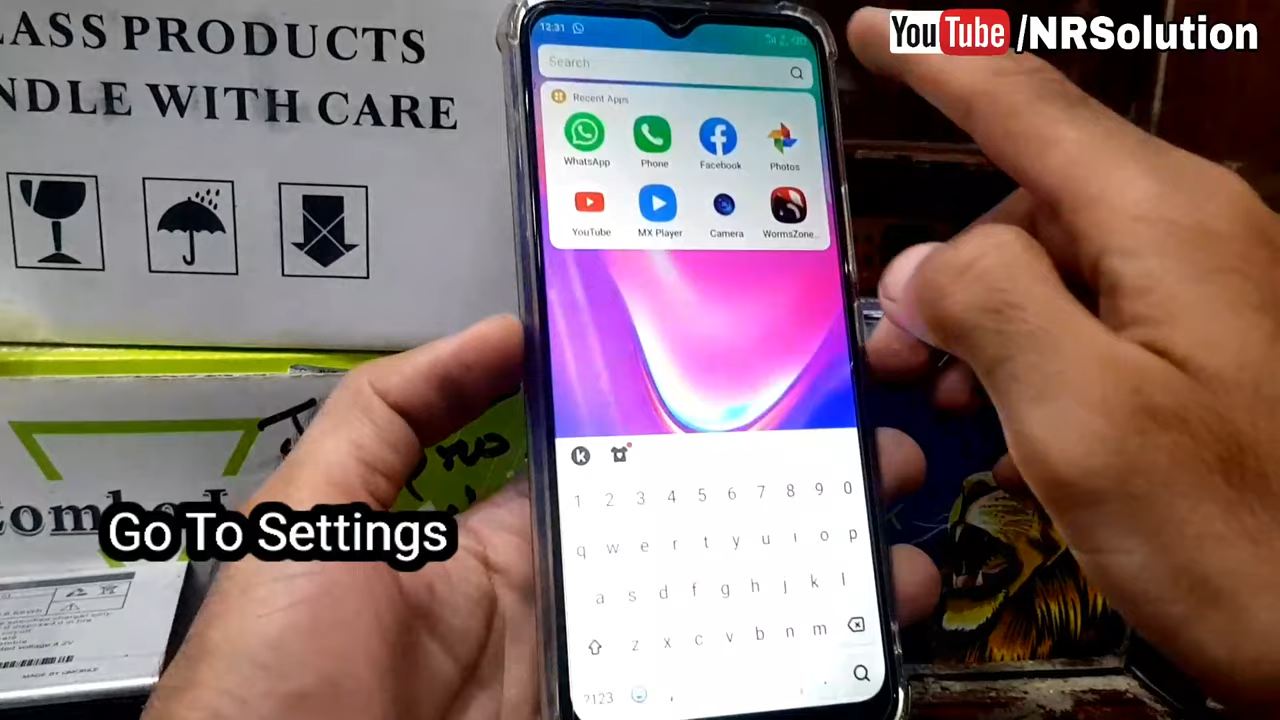 LASS PRODUCTS
NDLE WITH CARE
YouTube /NRSolution
12:31
Search
Recent Apps
WhatsApp Phone Facebook Photos
YouTube MX Player Camera WormsZone...
Go To Settings
1 2 3 4 5 6 7 8 9 0
q w e r t y u i o p
a s d f g h j k l
z x c v b n m
?123